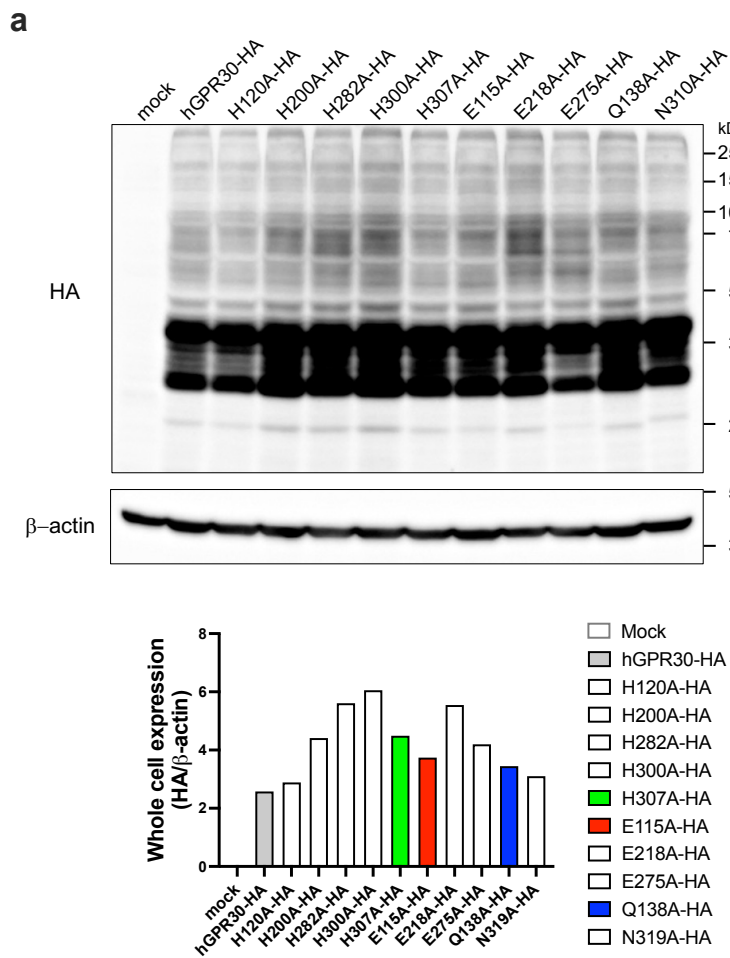 a
mock
hGPR30-HA
H120A-HA
H200A-HA
H282A-HA
H300A-HA
H307A-HA
E115A-HA
E218A-HA
E275A-HA
Q138A-HA
N310A-HA
HA
β–actin
Whole cell expression
(HA/β-actin)
8
6
4
2
0
mock
hGPR30-HA
H120A-HA
H200A-HA
H282A-HA
H300A-HA
H307A-HA
E115A-HA
E218A-HA
E275A-HA
Q138A-HA
N319A-HA
Mock
hGPR30-HA
H120A-HA
H200A-HA
H282A-HA
H300A-HA
H307A-HA
E115A-HA
E218A-HA
E275A-HA
Q138A-HA
N319A-HA